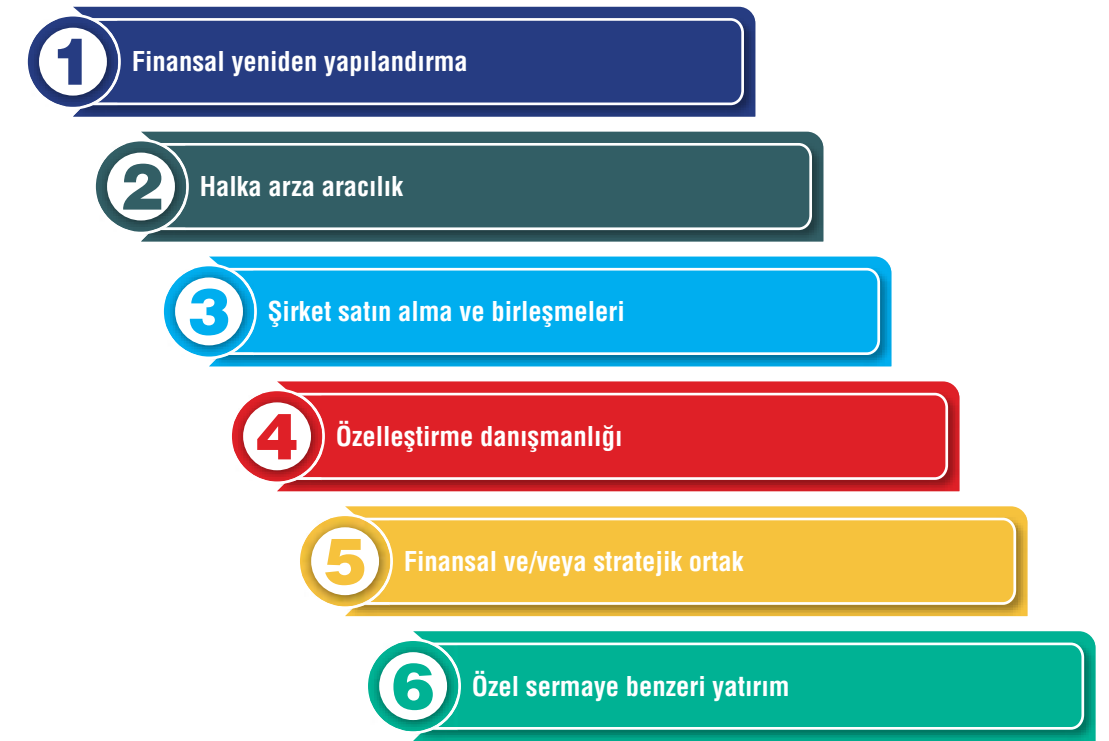 1 Finansal yeniden yapılandırma
2 Halka arza aracılık
3 Şirket satın alma ve birleşmeleri
4 Özelleştirme danışmanlığı
5 Finansal ve/veya stratejik ortak
6 Özel sermaye benzeri yatırım